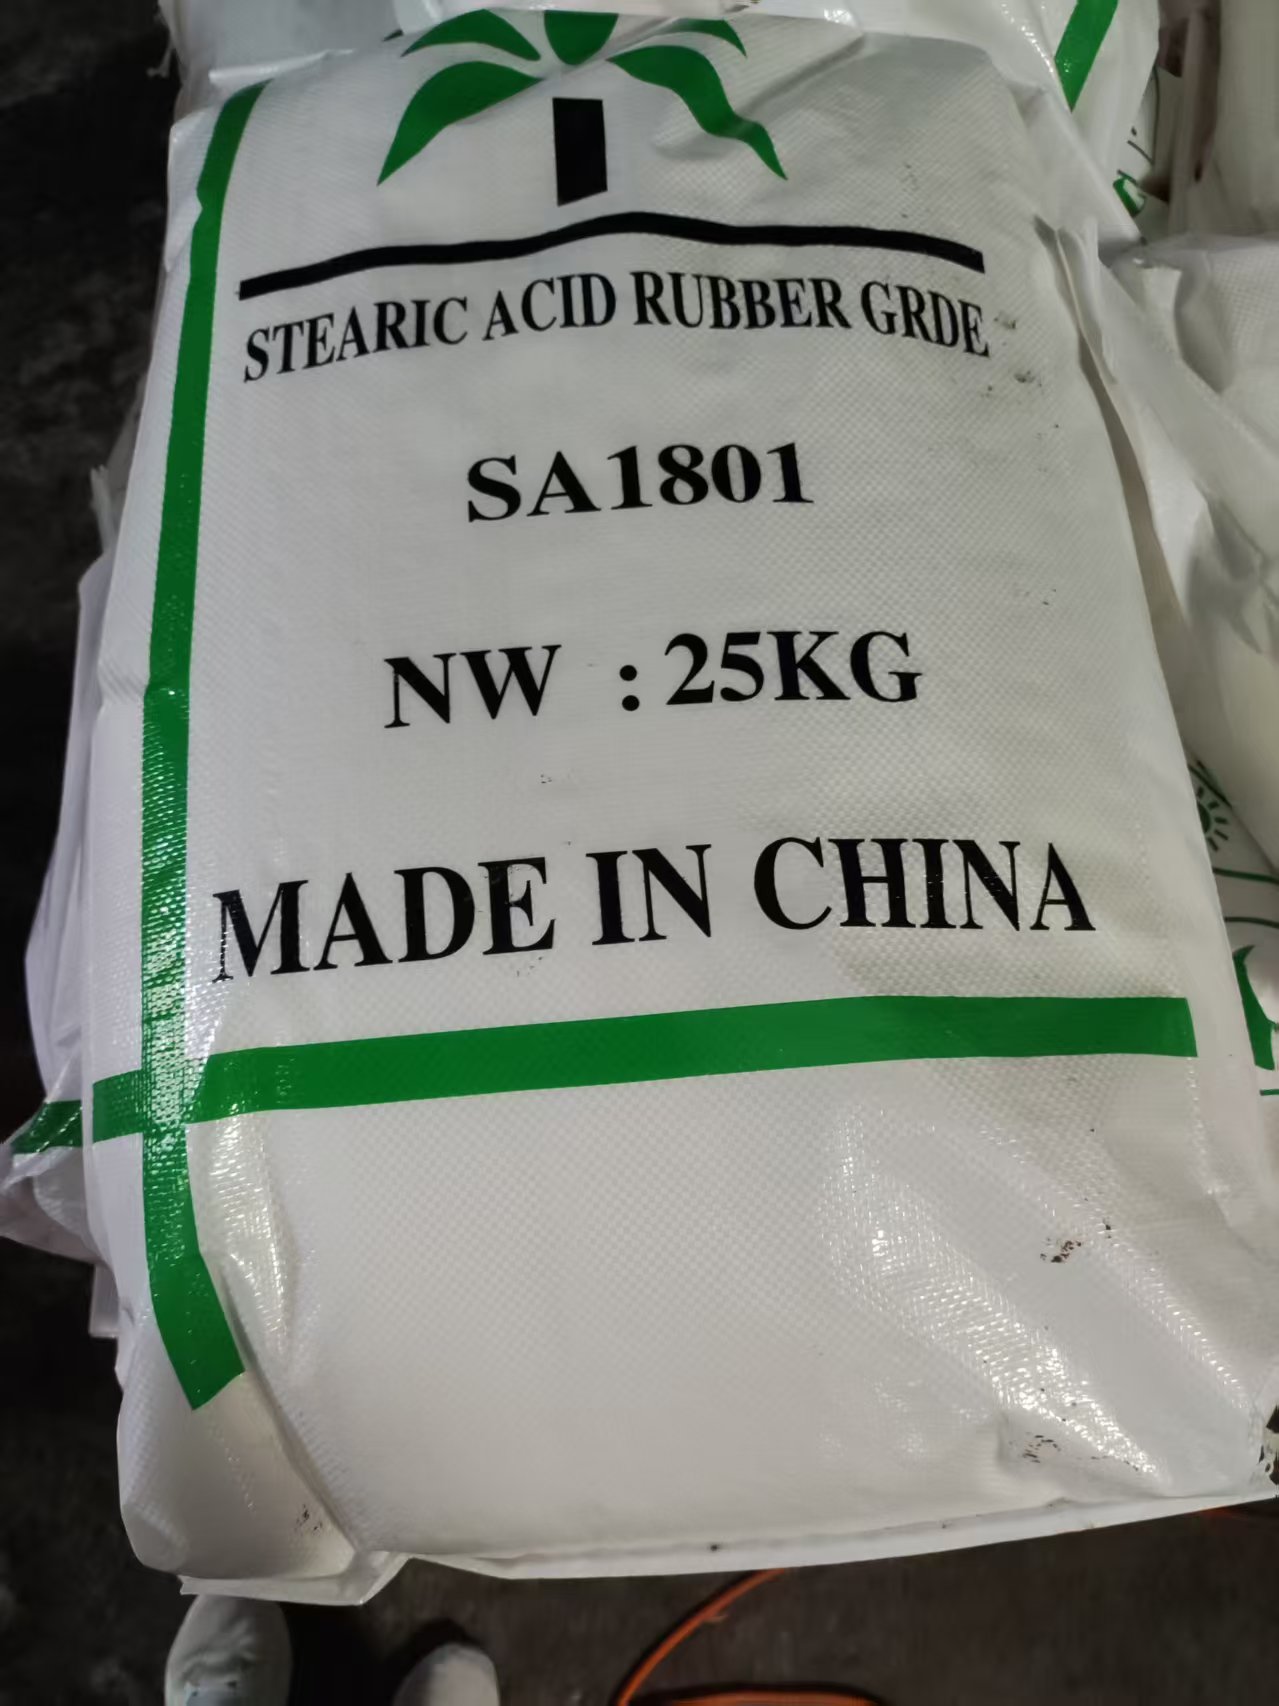 STEARIC ACID RUBBER GRDE
SA1801
NW : 25KG
MADE IN CHINA